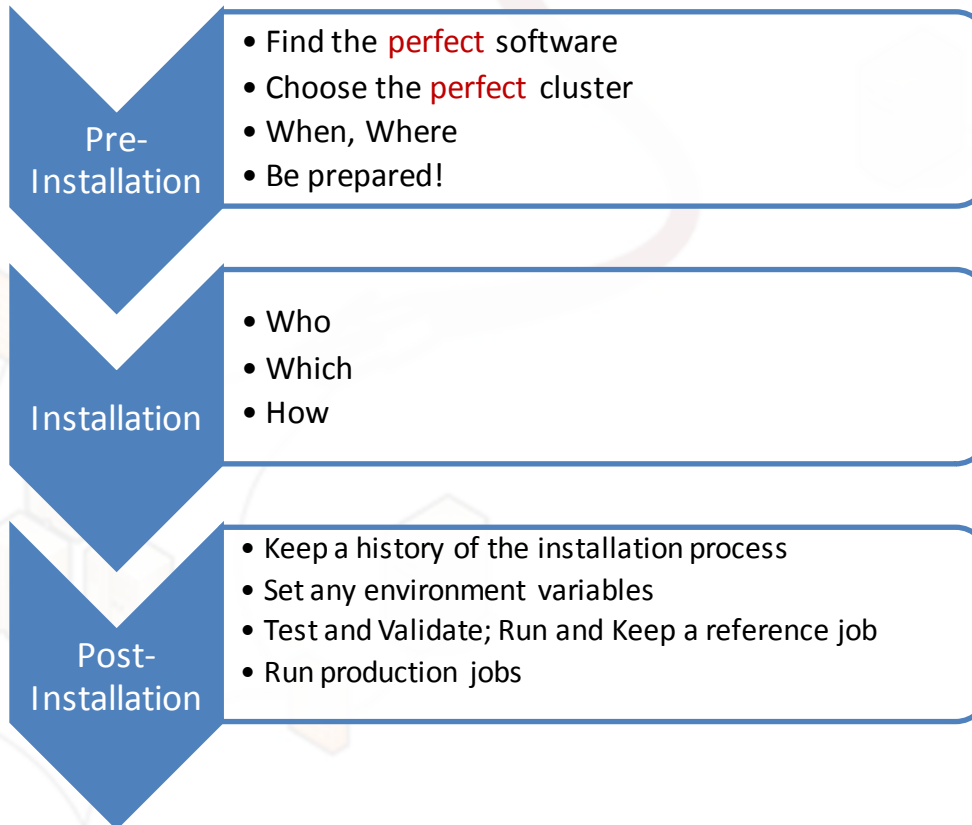 Pre-
Installation
• Find the perfect software
• Choose the perfect cluster
• When, Where
• Be prepared!
Installation
• Who
• Which
• How
Post-
Installation
• Keep a history of the installation process
• Set any environment variables
• Test and Validate; Run and Keep a reference job
• Run production jobs